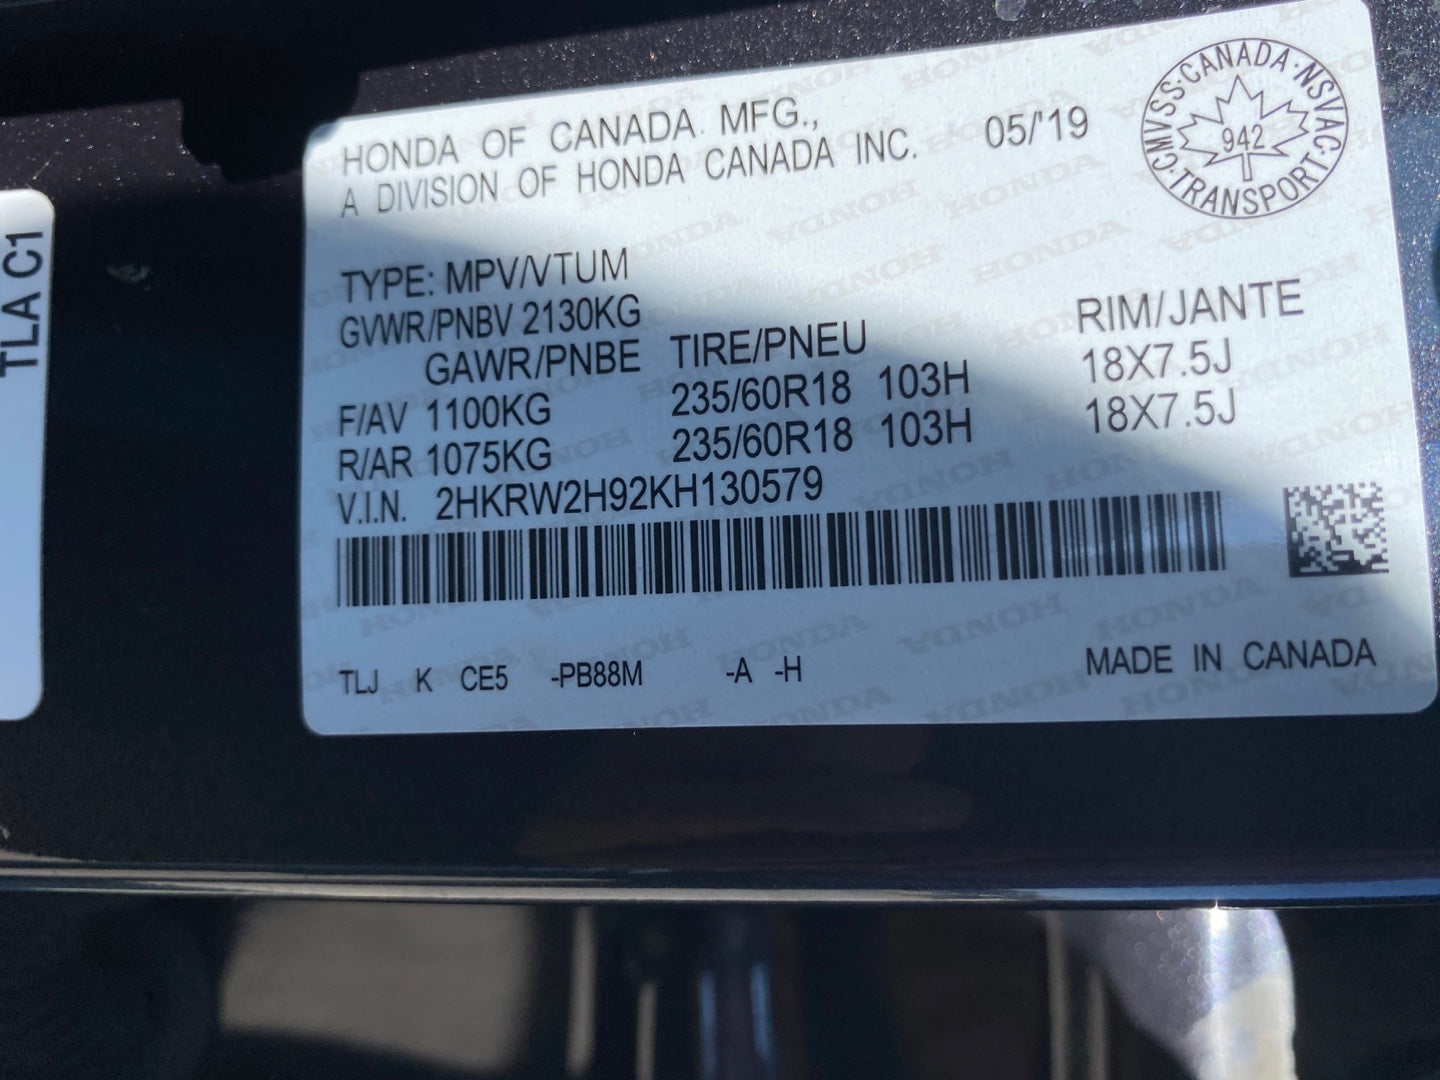 HONDA OF CANADA MFG.,
A DIVISION OF HONDA CANADA INC.
05/'19
CMVSS·CANADA·NSVAC·TRANSPORT·
942
TYPE: MPV/VTUM
GVWR/PNBV 2130KG
GAWR/PNBE TIRE/PNEU RIM/JANTE
F/AV 1100KG 235/60R18 103H 18X7.5J
R/AR 1075KG 235/60R18 103H 18X7.5J
V.I.N. 2HKRW2H92KH130579
TLJ K CE5 -PB88M -A -H
MADE IN CANADA
TLA C1